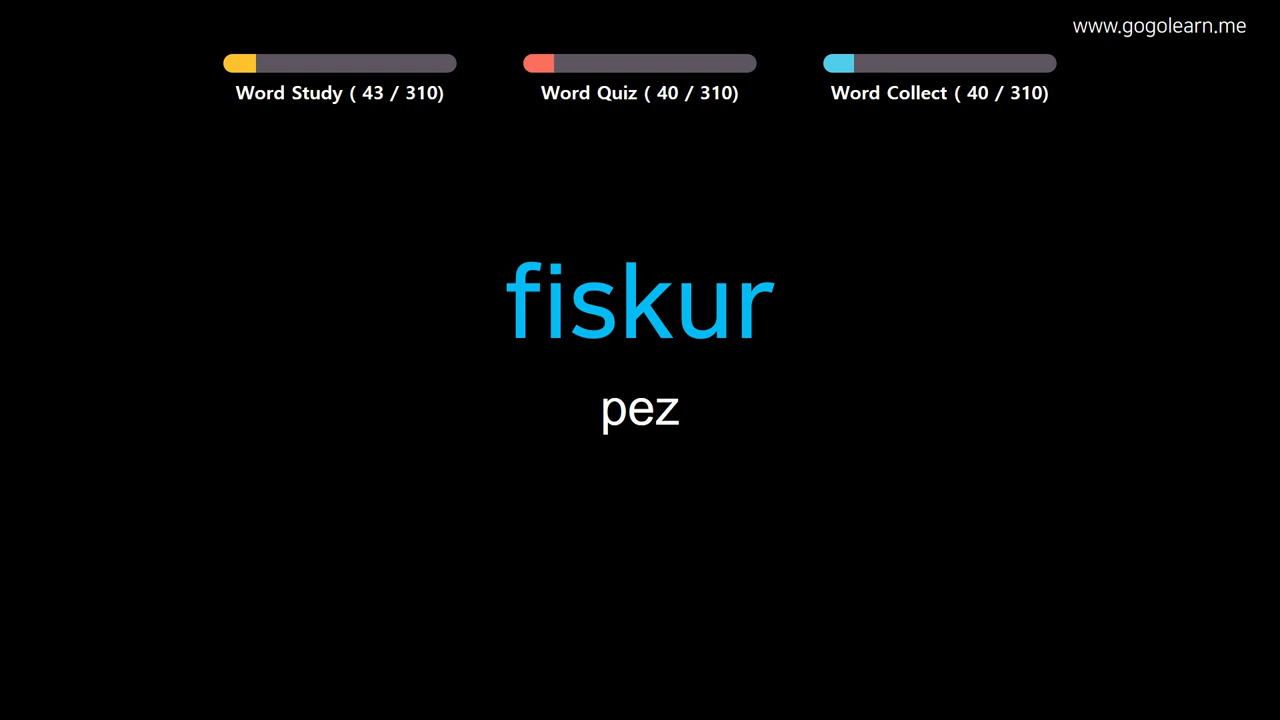 www.gogolearn.me
Word Study ( 43 / 310)
Word Quiz ( 40 / 310)
Word Collect ( 40 / 310)
fiskur
pez